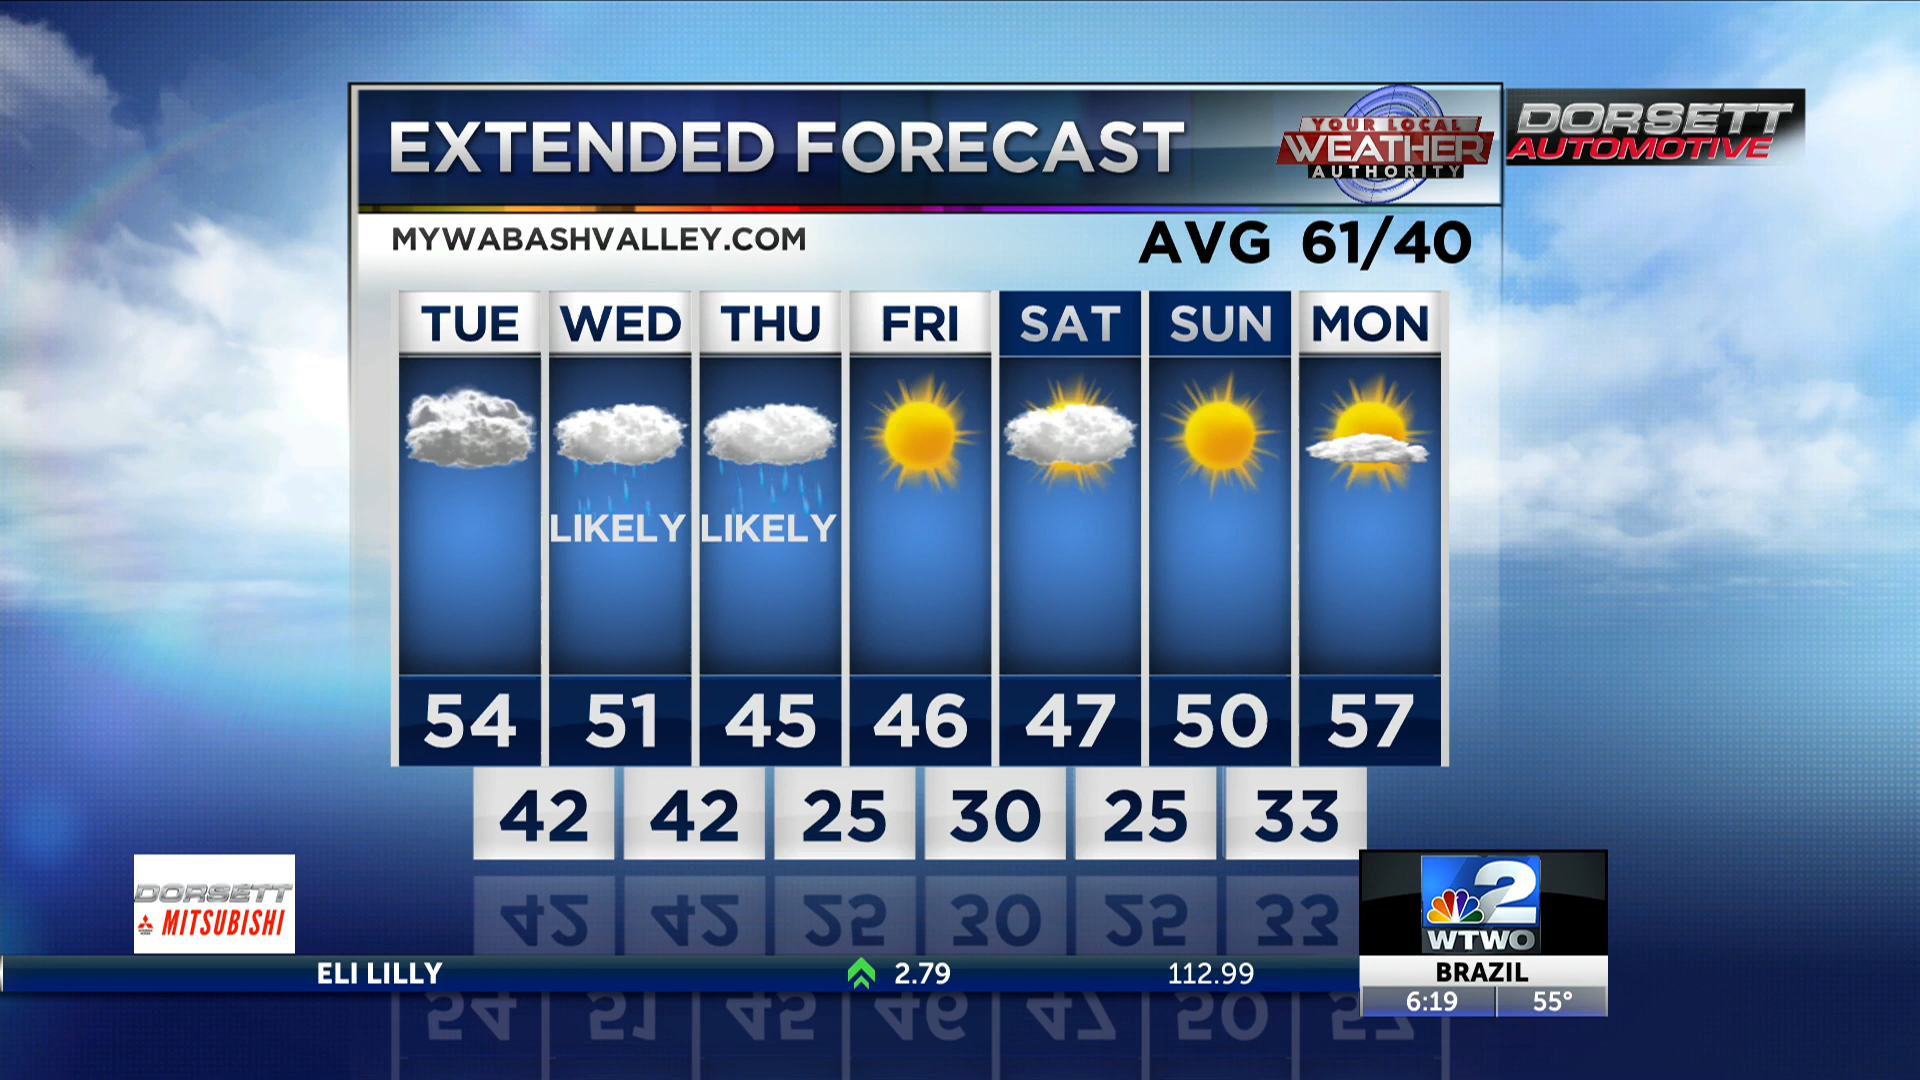 EXTENDED FORECAST
YOUR LOCAL
WEATHER
AUTHORITY
DORSETT
AUTOMOTIVE
MYWABASHVALLEY.COM
AVG 61/40
TUE WED THU FRI SAT SUN MON
LIKELY LIKELY
54 51 45 46 47 50 57
42 42 25 30 25 33
DORSETT
MITSUBISHI
2
WTWO
ELI LILLY 2.79 112.99
BRAZIL
6:19 55°